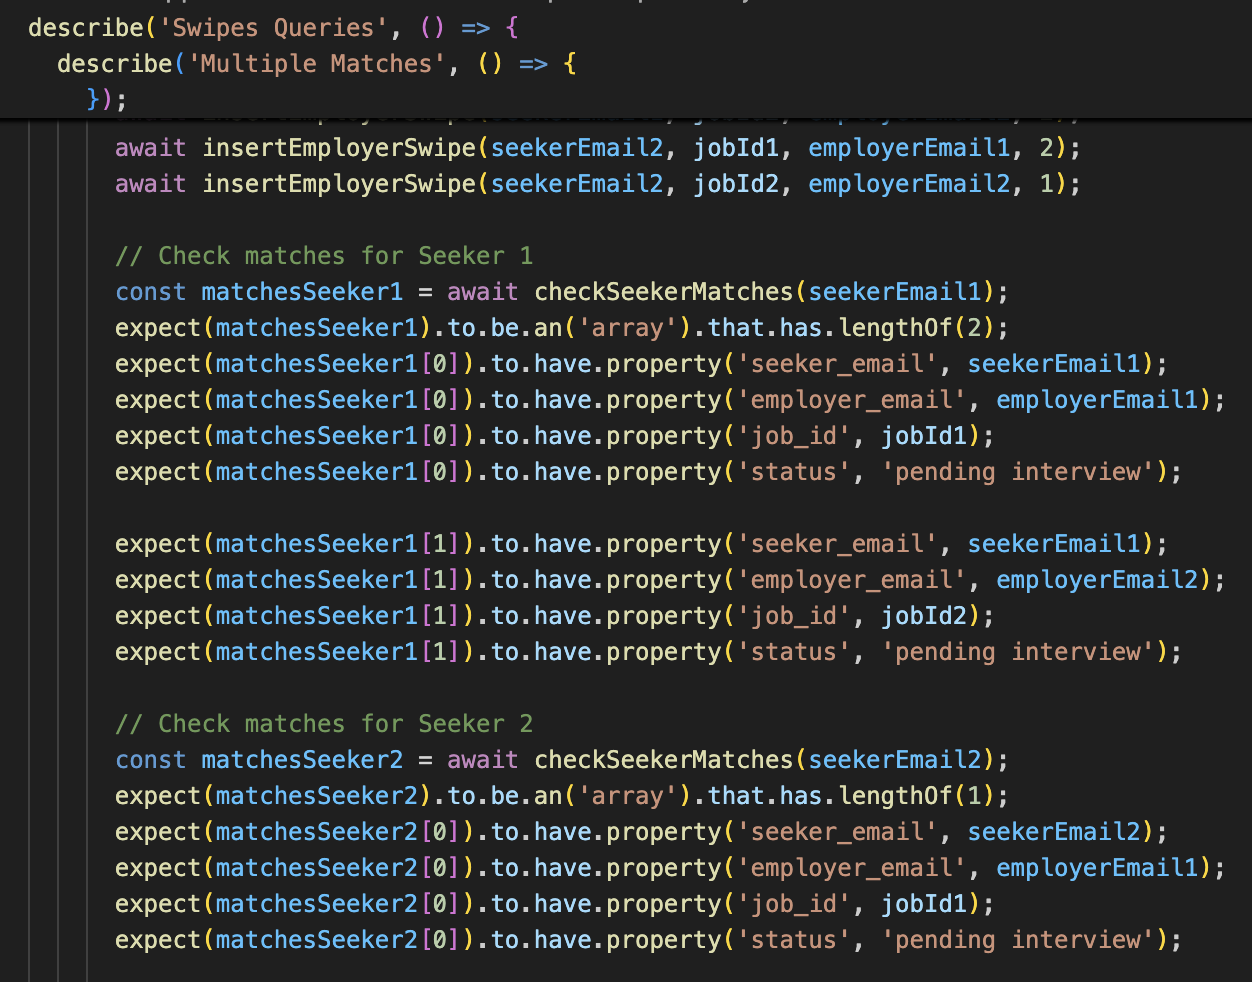 describe('Swipes Queries', () => {
describe('Multiple Matches', () => {
});
await insertEmployerSwipe(seekerEmail2, jobId1, employerEmail1, 2);
await insertEmployerSwipe(seekerEmail2, jobId2, employerEmail2, 1);
// Check matches for Seeker 1
const matchesSeeker1 = await checkSeekerMatches(seekerEmail1);
expect(matchesSeeker1).to.be.an('array').that.has.lengthOf(2);
expect(matchesSeeker1[0]).to.have.property('seeker_email', seekerEmail1);
expect(matchesSeeker1[0]).to.have.property('employer_email', employerEmail1);
expect(matchesSeeker1[0]).to.have.property('job_id', jobId1);
expect(matchesSeeker1[0]).to.have.property('status', 'pending interview');
expect(matchesSeeker1[1]).to.have.property('seeker_email', seekerEmail1);
expect(matchesSeeker1[1]).to.have.property('employer_email', employerEmail2);
expect(matchesSeeker1[1]).to.have.property('job_id', jobId2);
expect(matchesSeeker1[1]).to.have.property('status', 'pending interview');
// Check matches for Seeker 2
const matchesSeeker2 = await checkSeekerMatches(seekerEmail2);
expect(matchesSeeker2).to.be.an('array').that.has.lengthOf(1);
expect(matchesSeeker2[0]).to.have.property('seeker_email', seekerEmail2);
expect(matchesSeeker2[0]).to.have.property('employer_email', employerEmail1);
expect(matchesSeeker2[0]).to.have.property('job_id', jobId1);
expect(matchesSeeker2[0]).to.have.property('status', 'pending interview');